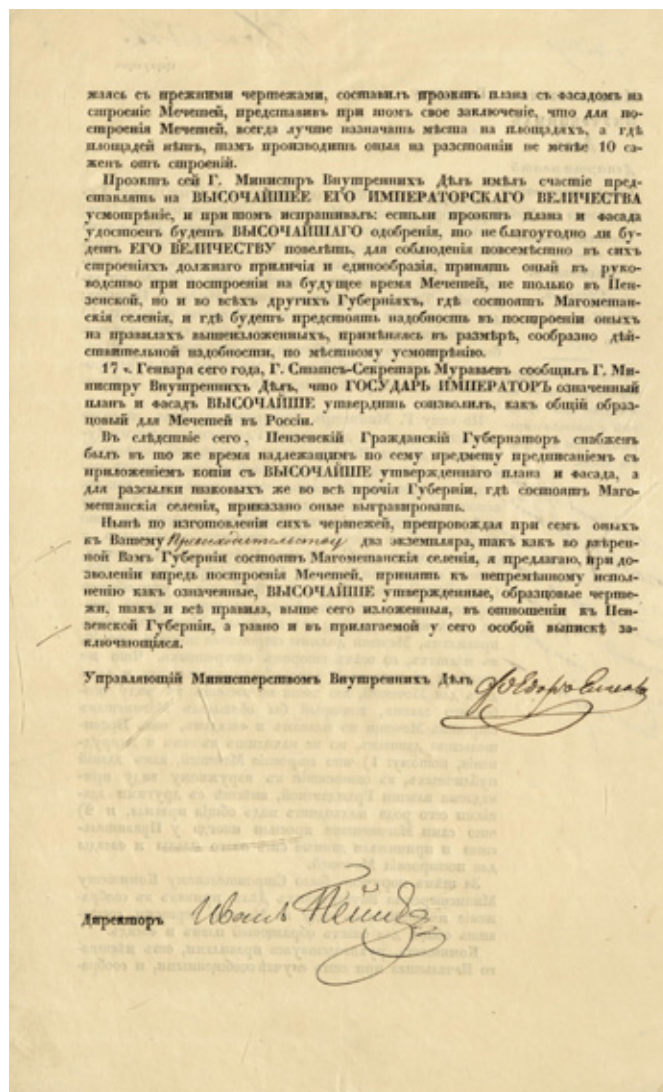 жаясь съ прежними чертежами, составилъ проэктъ плана съ фасадомъ на
строеніе Мечетей, представивъ при томъ свое заключеніе, что для по-
строенія Мечетей, всегда лучше назначать мѣста на площадяхъ, а гдѣ
площадей нѣтъ, тамъ производить оныя на разстояніи не менѣе 10 са-
женъ отъ строеній.
Проэктъ сей Г. Министръ Внутреннихъ Дѣлъ имѣлъ счастіе пред-
ставлять на ВЫСОЧАЙШЕЕ ЕГО ИМПЕРАТОРСКАГО ВЕЛИЧЕСТВА
усмотрѣніе, и при томъ испрашивалъ: естьли проэктъ плана и фасада
удостоенъ будетъ ВЫСОЧАЙШАГО одобренія, то не благоугодно ли бу-
детъ ЕГО ВЕЛИЧЕСТВУ повелѣть, для соблюденія повсемѣстно въ сихъ
строеніяхъ должнаго приличія и единообразія, принять оный въ руко-
водство при построеніи на будущее время Мечетей, не только въ Пен-
зенской, но и во всѣхъ другихъ Губерніяхъ, гдѣ состоятъ Магометан-
скія селенія, и гдѣ будетъ предстоять надобность въ построеніи оныхъ
на правилахъ вышеизложенныхъ, примѣняясь въ размѣрѣ, сообразно дѣй-
ствительной надобности, по мѣстному усмотрѣнію.
17 ч. Генваря сего года, Г. Статсъ-Секретарь Муравьевъ сообщилъ Г. Ми-
нистру Внутреннихъ Дѣлъ, что ГОСУДАРЬ ИМПЕРАТОРЪ означенный
планъ и фасадъ ВЫСОЧАЙШЕ утвердить соизволилъ, какъ общій образ-
цовый для Мечетей въ Россіи.
Въ слѣдствіе сего, Пензенскій Гражданскій Губернаторъ снабженъ
былъ въ то же время надлежащимъ по сему предмету предписаніемъ съ
приложеніемъ копіи съ ВЫСОЧАЙШЕ утвержденнаго плана и фасада, а
для разсылки таковыхъ же во всѣ прочія Губерніи, гдѣ состоятъ Маго-
метанскія селенія, приказано оные выгравировать.
Нынѣ по изготовленіи сихъ чертежей, препровождая при семъ оныхъ
къ Вашему Превосходительству два экземпляра, такъ какъ во ввѣрен-
ной Вамъ Губерніи состоятъ Магометанскія селенія, я предлагаю, при до-
зволеніи впредь построенія Мечетей, принять къ непремѣнному испол-
ненію какъ означенные, ВЫСОЧАЙШЕ утвержденные, образцовые черте-
жи, такъ и всѣ правила, выше сего изложенныя, въ отношеніи къ Пен-
зенской Губерніи, а равно и въ прилагаемой у сего особой выпискѣ за-
ключающіяся.
Управляющій Министерствомъ Внутреннихъ Дѣлъ
Директоръ Иванъ